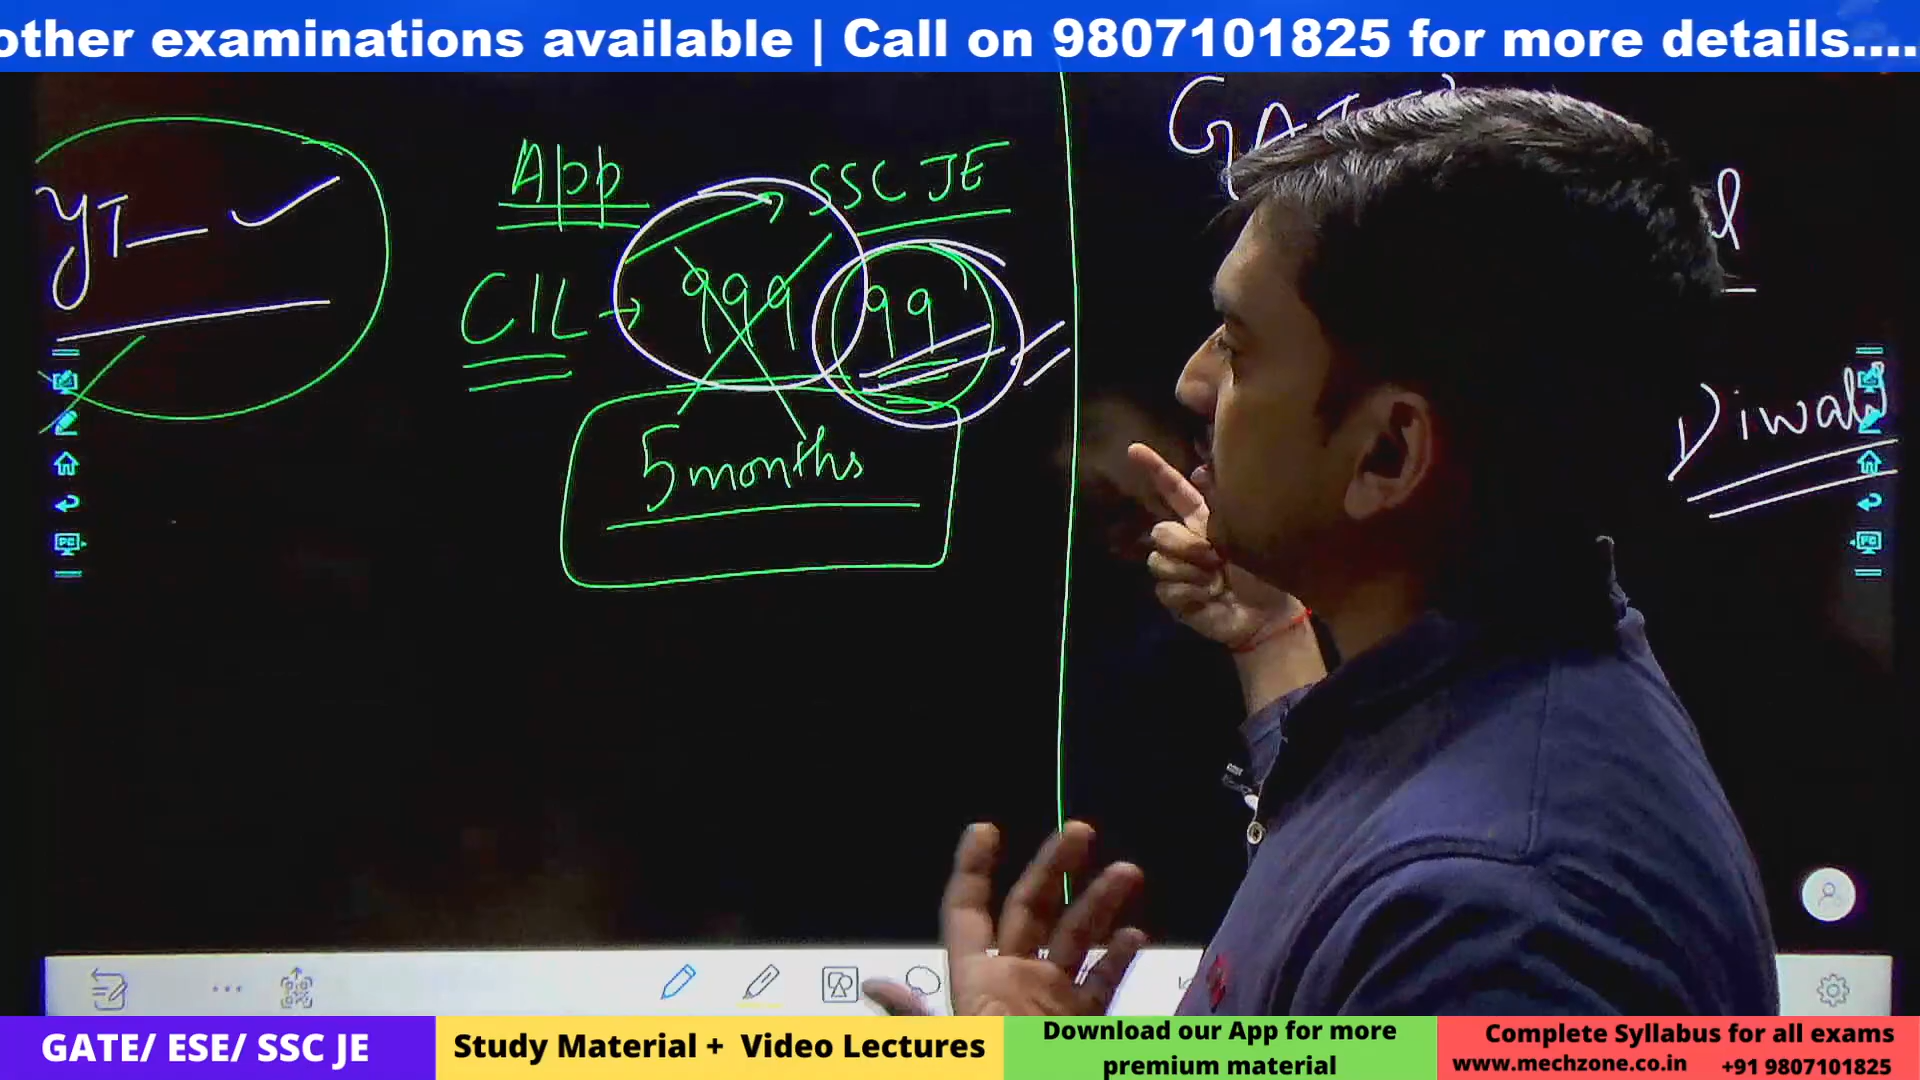 other examinations available | Call on 9807101825 for more details....
YT
App
SSC JE
CIL → 999
99
5 months
Diwali
GATE/ ESE/ SSC JE
Study Material + Video Lectures
Download our App for more
premium material
Complete Syllabus for all exams
www.mechzone.co.in +91 9807101825